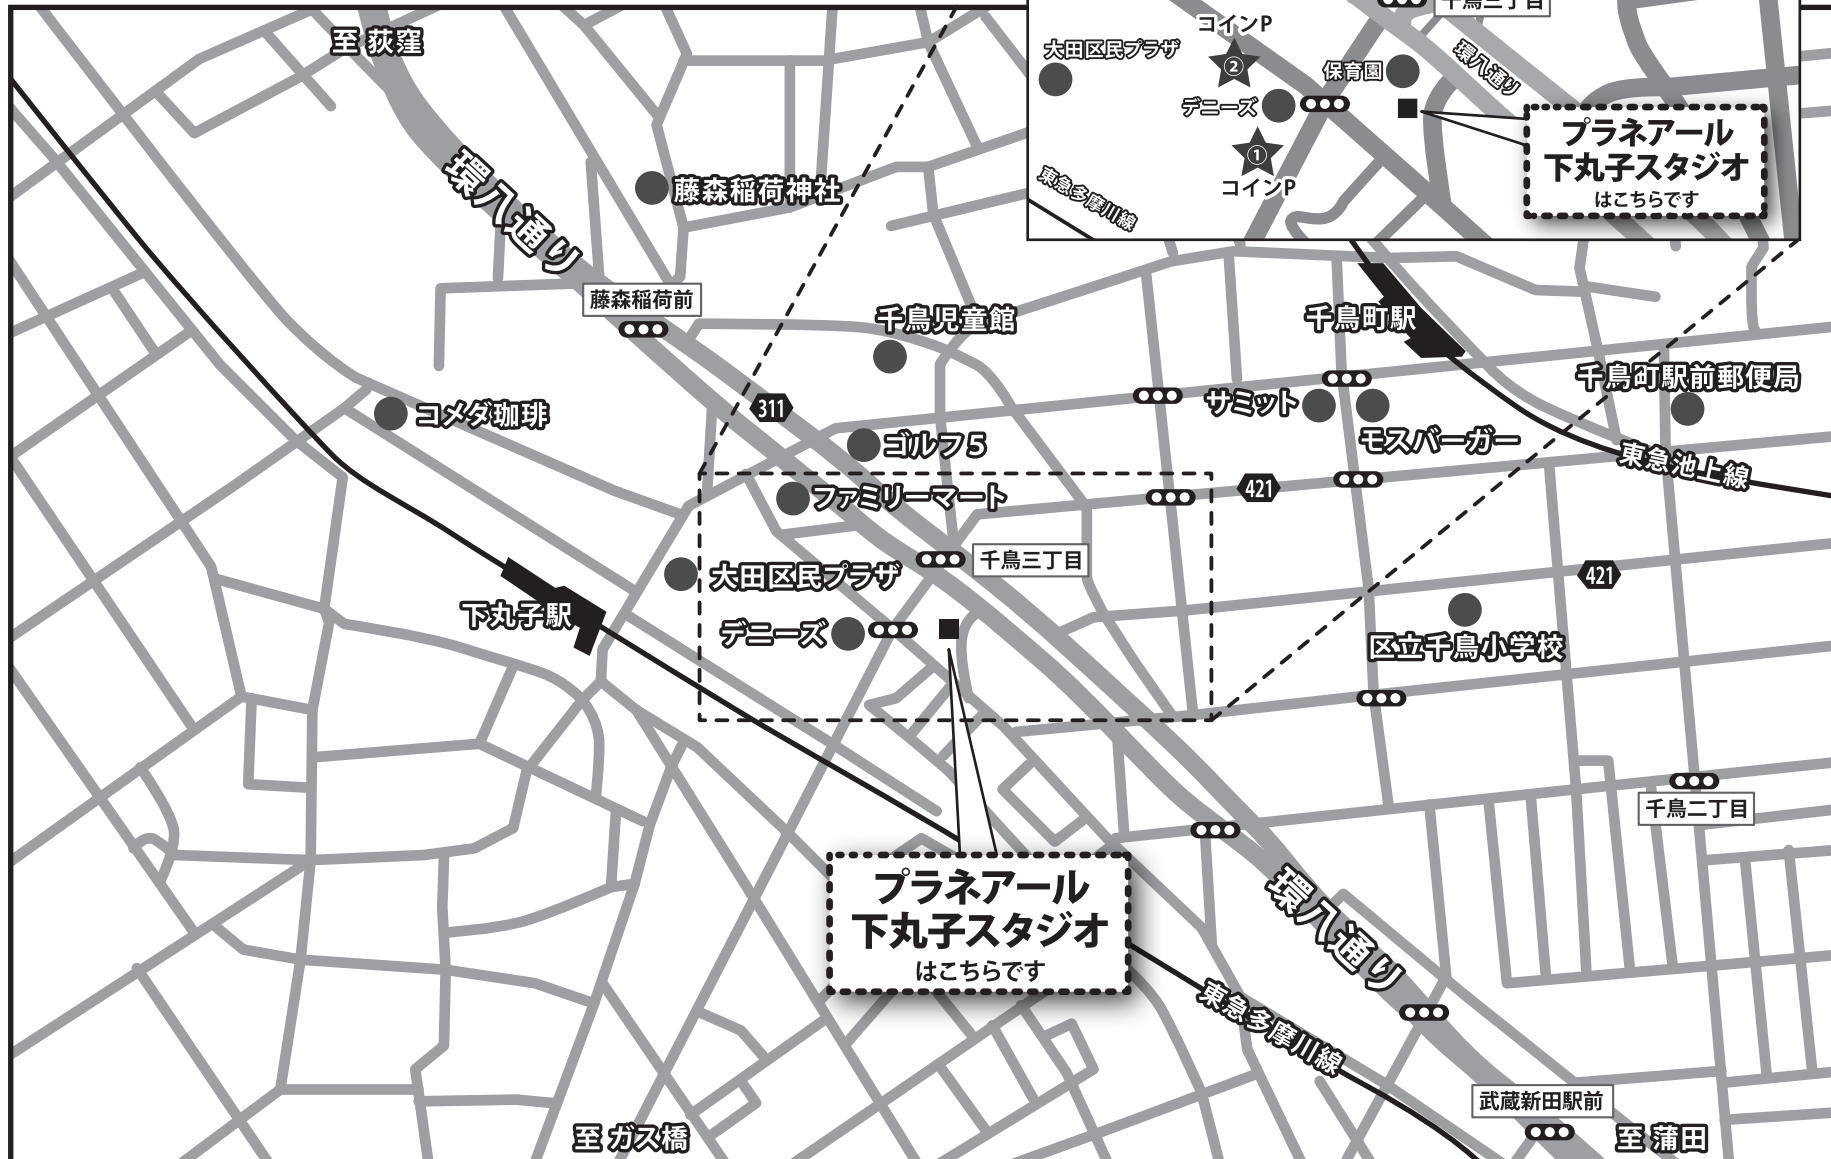 至 荻窪
環八通り
藤森稲荷神社
藤森稲荷前
千鳥児童館
コメダ珈琲
311
ゴルフ5
ファミリーマート
千鳥三丁目
大田区民プラザ
デニーズ
下丸子駅
千鳥町駅
サミット
モスバーガー
千鳥町駅前郵便局
東急池上線
421
421
区立千鳥小学校
千鳥二丁目
プラネアール
下丸子スタジオ
はこちらです
環八通り
東急多摩川線
武蔵新田駅前
至 ガス橋
至 蒲田
千鳥三丁目
コインP
②
大田区民プラザ
保育園
環八通り
デニーズ
①
コインP
東急多摩川線
プラネアール
下丸子スタジオ
はこちらです